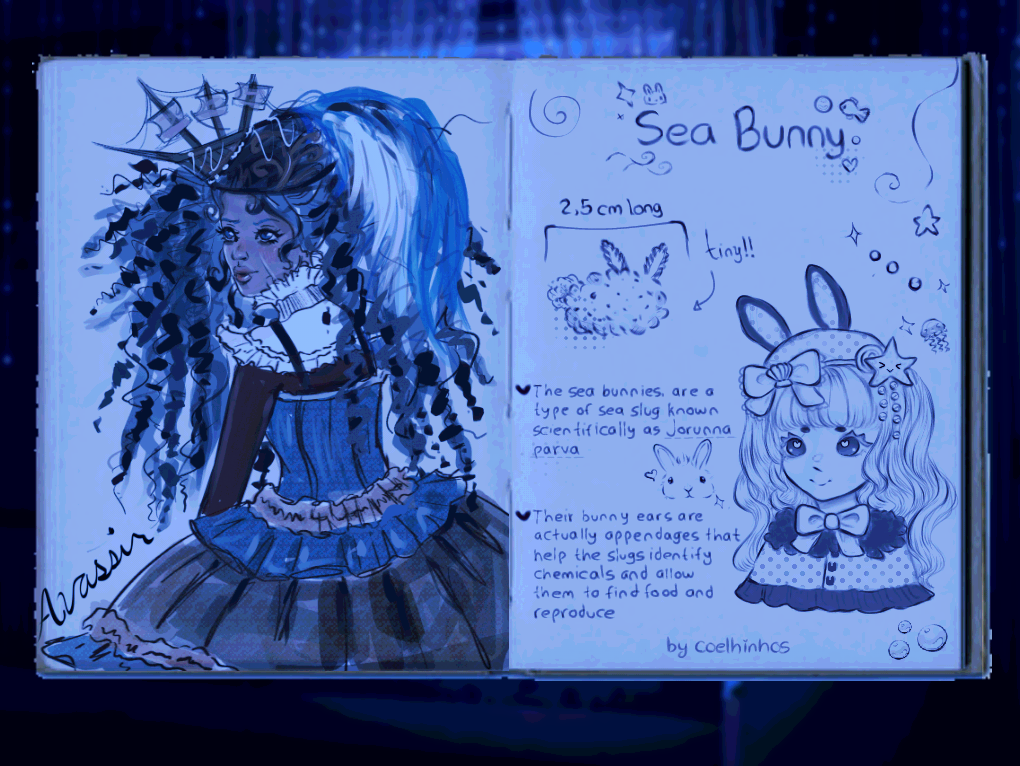 Wassir
Sea Bunny
2,5 cm long
tiny!!
The sea bunnies, are a
type of sea slug known
scientifically as Jorunna
parva
Their bunny ears are
actually appendages that
help the slugs identify
chemicals and allow
them to find food and
reproduce
by coelhinhos